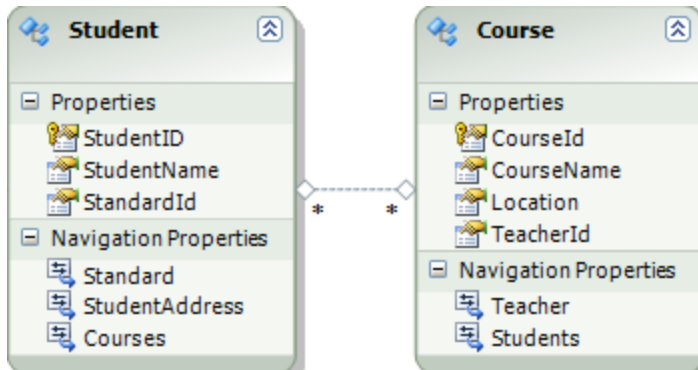 Student
Properties
StudentID
StudentName
StandardId
Navigation Properties
Standard
StudentAddress
Courses
* *
Course
Properties
CourseId
CourseName
Location
TeacherId
Navigation Properties
Teacher
Students